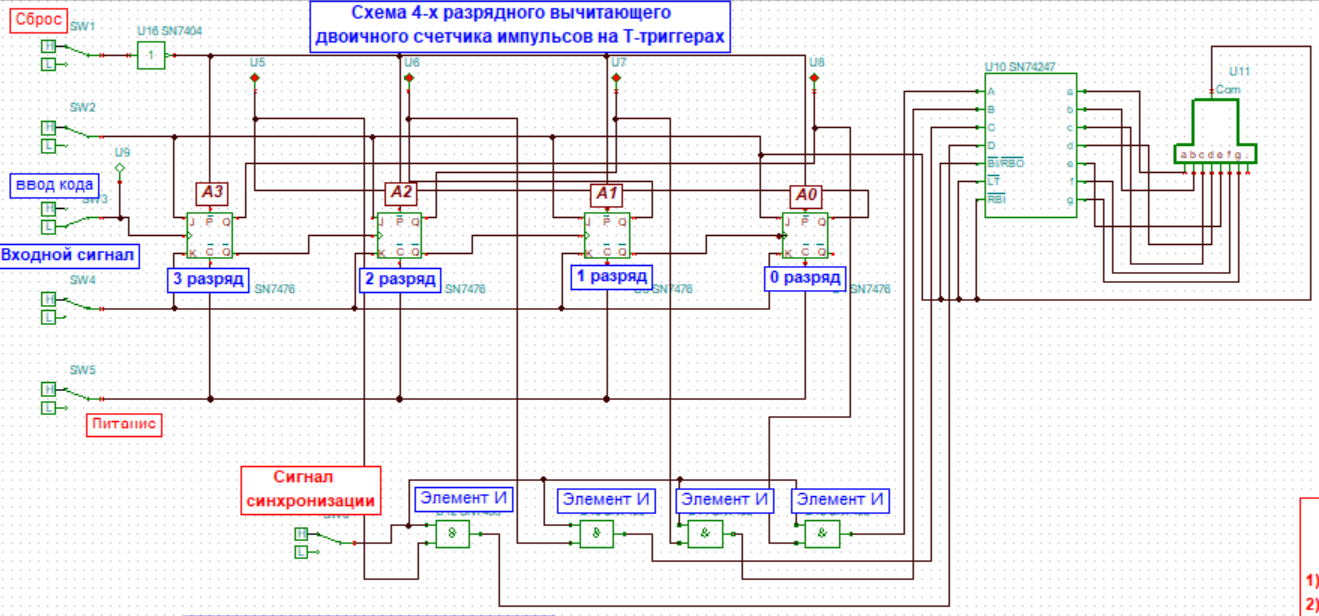 Схема 4-х разрядного вычитающего
двоичного счетчика импульсов на Т-триггерах
Сброс
SW1
H
L
U16 SN7404
1
U5
U6
U7
U8
SW2
H
L
U9
ввод кода
H
L
Входной сигнал
A3
A2
A1
A0
J P Q
K C Q
J P Q
K C Q
J P Q
K C Q
J P Q
K C Q
3 разряд
SN7476
2 разряд
SN7476
1 разряд
SN7476
0 разряд
SN7476
SW4
H
L
SW5
H
L
Питание
U10 SN74247
A
B
C
D
BI/RBO
LT
RBI
a
b
c
d
e
f
g
U11
Com
a b c d e f g .
Сигнал
синхронизации
H
L
Элемент И
Элемент И
Элемент И
Элемент И
&
&
&
&
1)
2)